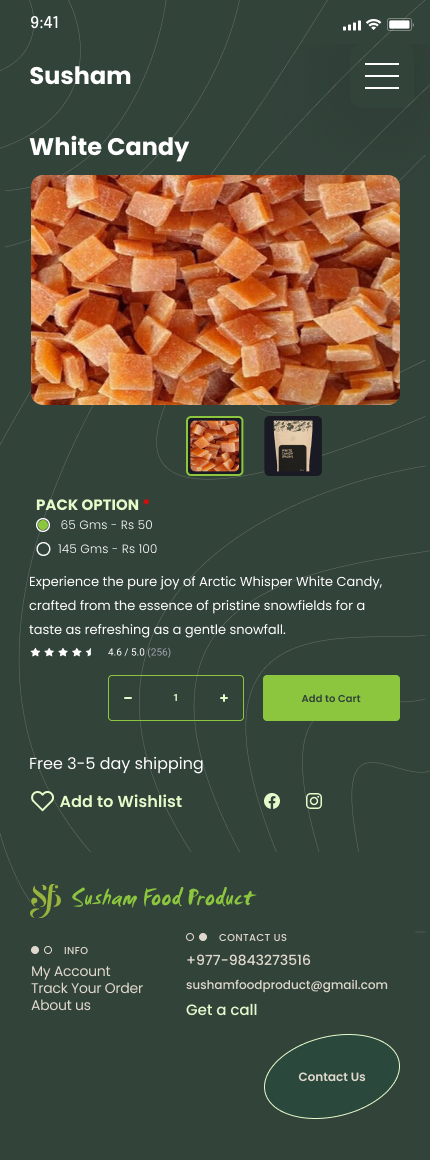 9:41
Susham
White Candy
PACK OPTION *
65 Gms - Rs 50
145 Gms - Rs 100
Experience the pure joy of Arctic Whisper White Candy,
crafted from the essence of pristine snowfields for a
taste as refreshing as a gentle snowfall.
4.6 / 5.0 (256)
− 1 +
Add to Cart
Free 3-5 day shipping
Add to Wishlist
Susham Food Product
INFO
My Account
Track Your Order
About us
CONTACT US
+977-9843273516
sushamfoodproduct@gmail.com
Get a call
Contact Us